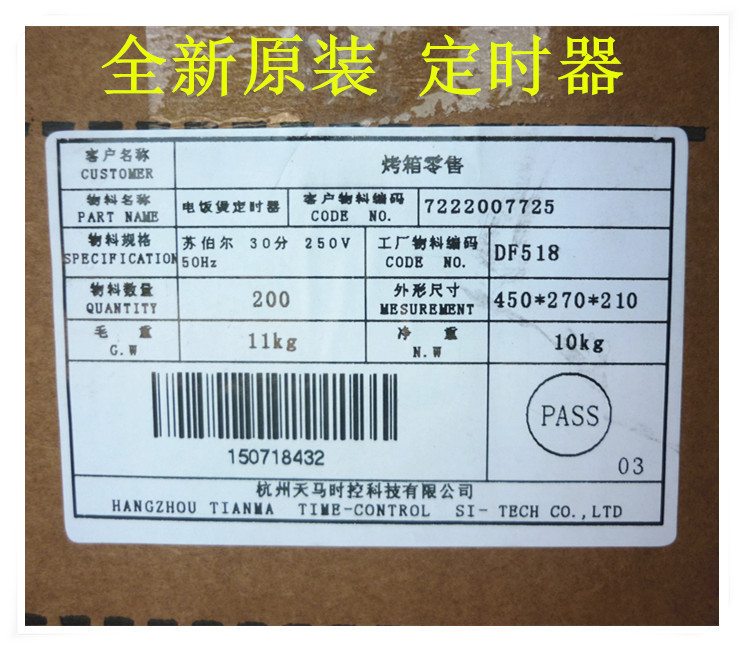 全新原装 定时器
客户名称 烤箱零售
CUSTOMER
物料名称 电饭煲定时器 客户物料编码 7222007725
PART NAME CODE NO.
物料规格 苏伯尔 30分 250V 工厂物料编码 DF518
SPECIFICATION 50Hz CODE NO.
物料数量 200 外形尺寸 450*270*210
QUANTITY MESUREMENT
毛 重 11kg 净 重 10kg
G.W N.W
PASS
150718432 03
杭州天马时控科技有限公司
HANGZHOU TIANMA TIME-CONTROL SI- TECH CO.,LTD